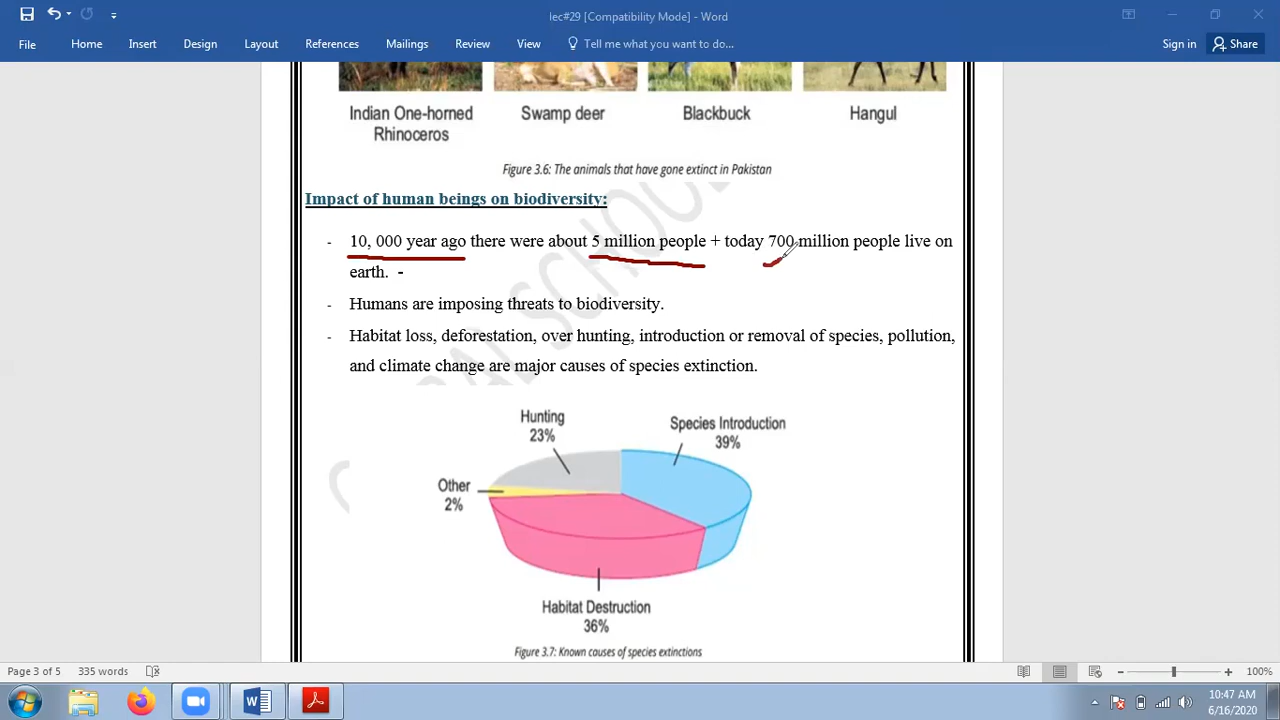 lec#29 [Compatibility Mode] - Word
File Home Insert Design Layout References Mailings Review View Tell me what you want to do... Sign in Share
Indian One-horned Rhinoceros
Swamp deer
Blackbuck
Hangul
Figure 3.6: The animals that have gone extinct in Pakistan
Impact of human beings on biodiversity:
- 10, 000 year ago there were about 5 million people + today 700 million people live on
earth. -
- Humans are imposing threats to biodiversity.
- Habitat loss, deforestation, over hunting, introduction or removal of species, pollution,
and climate change are major causes of species extinction.
Hunting
23%
Species Introduction
39%
Other
2%
Habitat Destruction
36%
Figure 3.7: Known causes of species extinctions
Page 3 of 5 335 words 100%
10:47 AM
6/16/2020